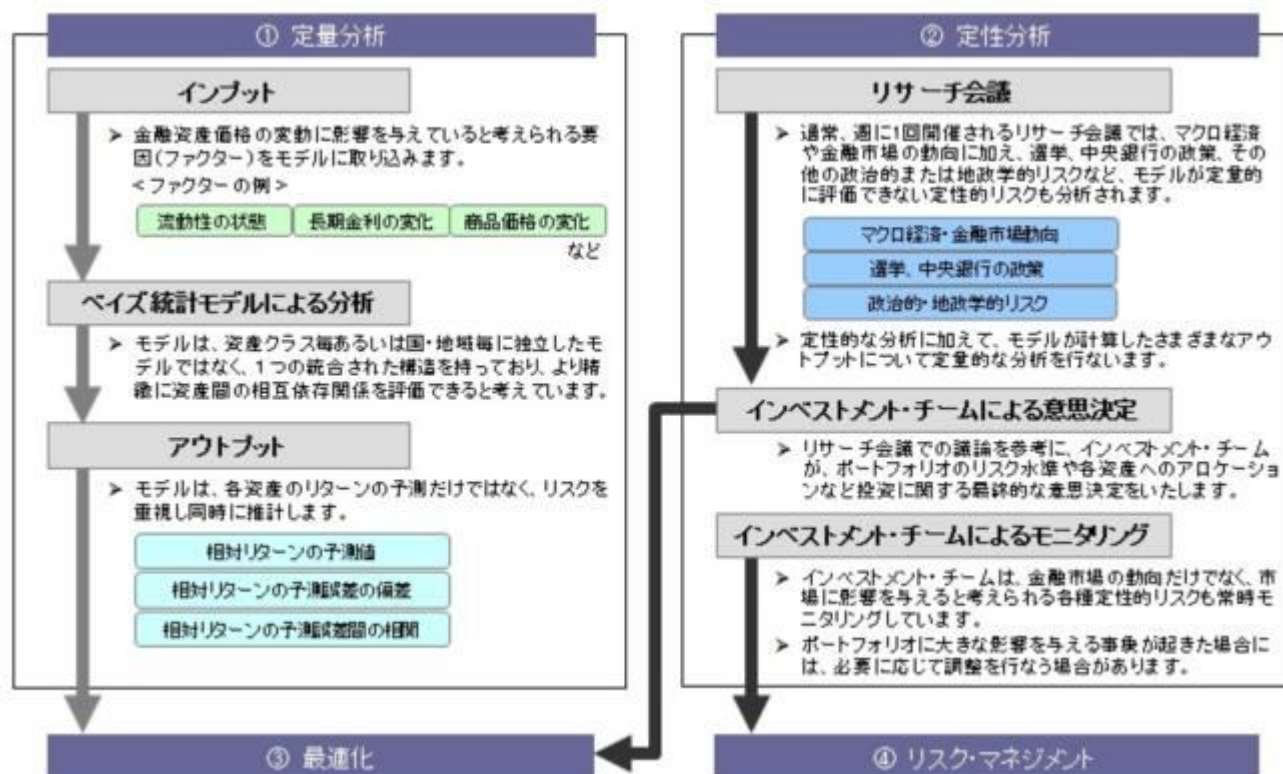 ① 定量分析
インプット
➤ 金融資産価格の変動に影響を与えていると考えられる要
因(ファクター)をモデルに取り込みます。
<ファクターの例>
流動性の状態
長期金利の変化
商品価格の変化
など
ベイズ統計モデルによる分析
➤ モデルは、資産クラス毎あるいは国・地域毎に独立したモ
デルではなく、1つの統合された構造を持っており、より精
緻に資産間の相互依存関係を評価できると考えています。
アウトプット
➤ モデルは、各資産のリターンの予測だけではなく、リスクを
重視し同時に推計します。
相対リターンの予測値
相対リターンの予測誤差の偏差
相対リターンの予測誤差間の相関
③ 最適化
② 定性分析
リサーチ会議
➤ 通常、週に1回開催されるリサーチ会議では、マクロ経済
や金融市場の動向に加え、選挙、中央銀行の政策、その
他の政治的または地政学的リスクなど、モデルが定量的
に評価できない定性的リスクも分析されます。
マクロ経済・金融市場動向
選挙、中央銀行の政策
政治的・地政学的リスク
➤ 定性的な分析に加えて、モデルが計算したさまざまなアウ
トプットについて定量的な分析を行ないます。
インベストメント・チームによる意思決定
➤ リサーチ会議での議論を参考に、インベストメント・チーム
が、ポートフォリオのリスク水準や各資産へのアロケーショ
ンなど投資に関する最終的な意思決定をいたします。
インベストメント・チームによるモニタリング
➤ インベストメント・チームは、金融市場の動向だけでなく、市
場に影響を与えると考えられる各種定性的リスクも常時モ
ニタリングしています。
➤ ポートフォリオに大きな影響を与える事象が起きた場合に
は、必要に応じて調整を行なう場合があります。
④ リスク・マネジメント